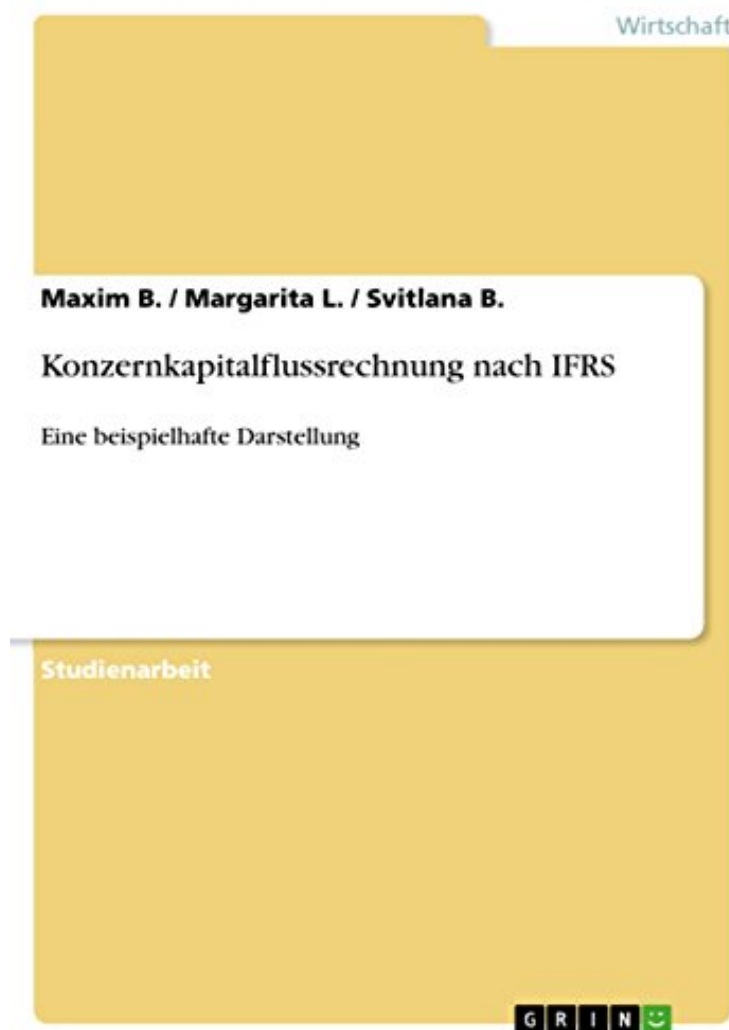 Wirtschaft
Maxim B. / Margarita L. / Svitlana B.
Konzernkapitalflussrechnung nach IFRS
Eine beispielhafte Darstellung
Studienarbeit
GRIN